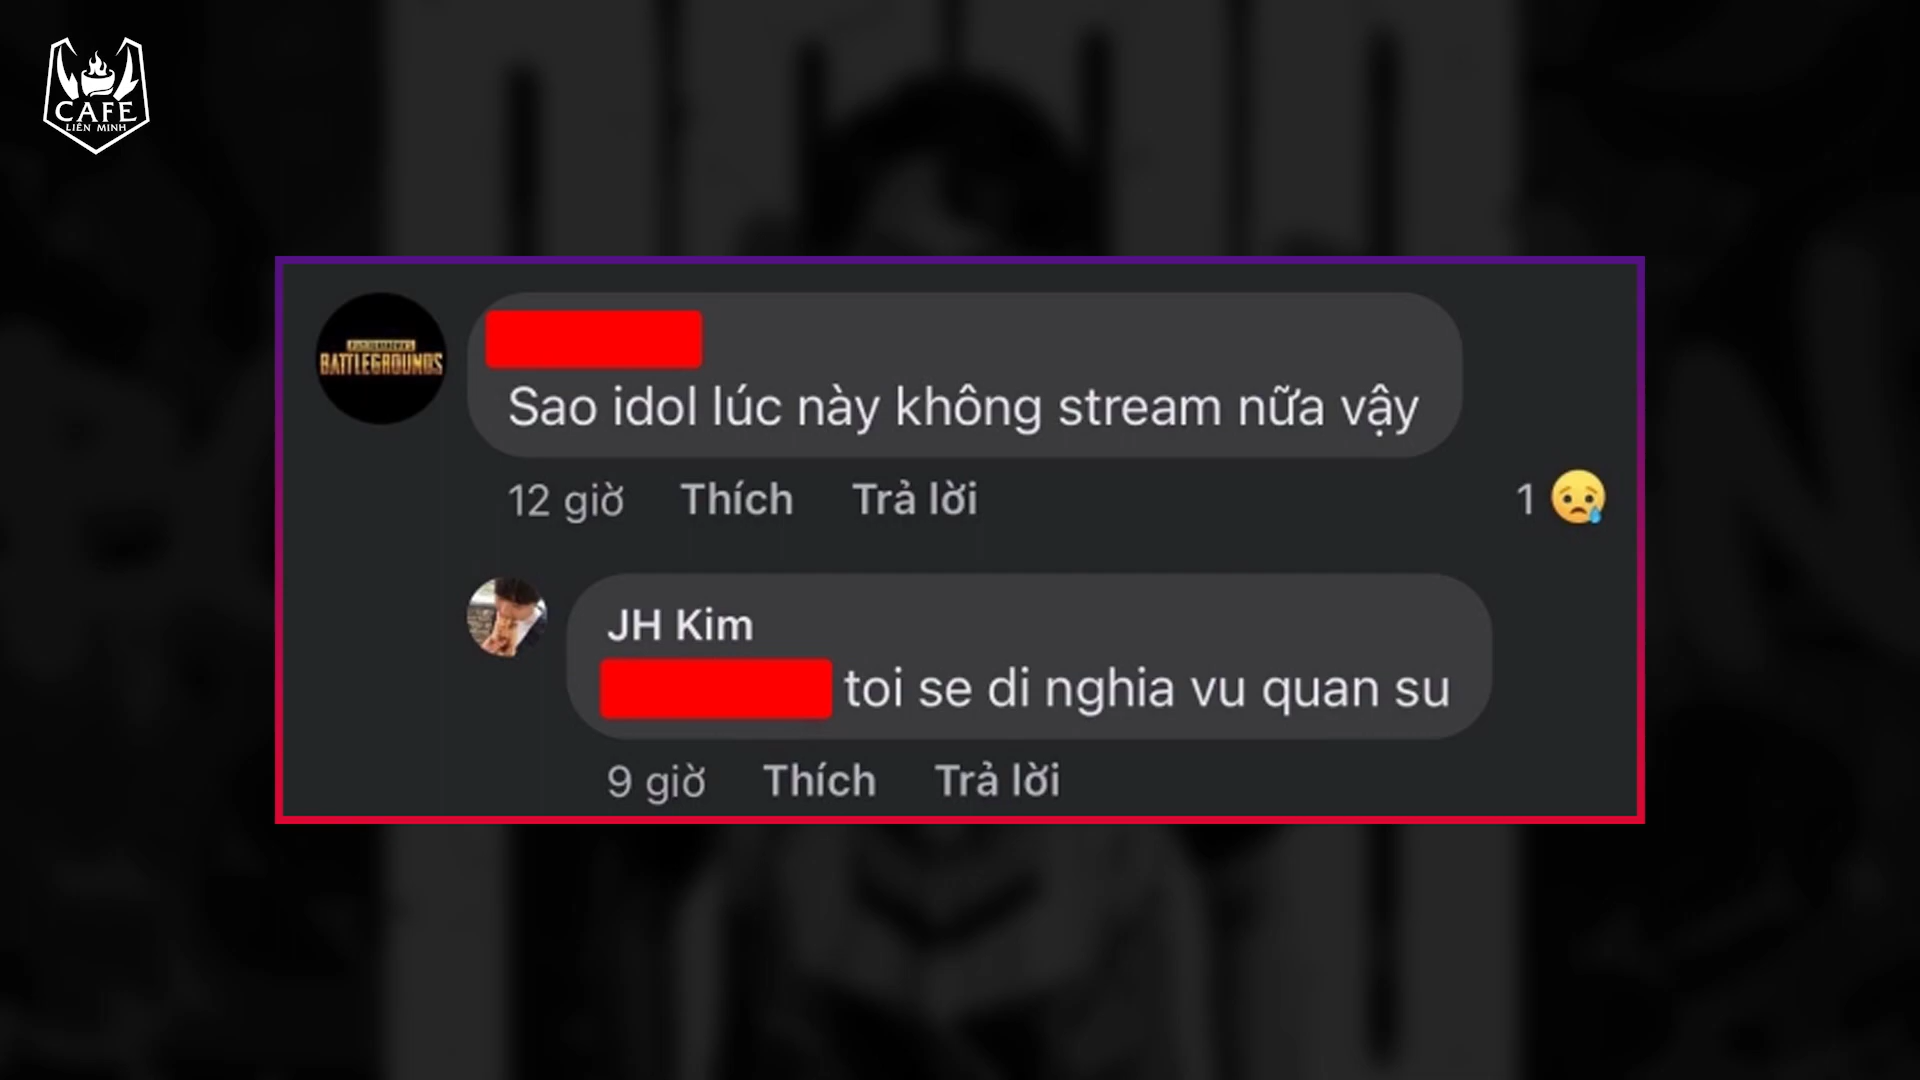 CAFE
LIÊN MINH
BATTLEGROUNDS
Sao idol lúc này không stream nữa vậy
12 giờ Thích Trả lời 1
JH Kim
toi se di nghia vu quan su
9 giờ Thích Trả lời